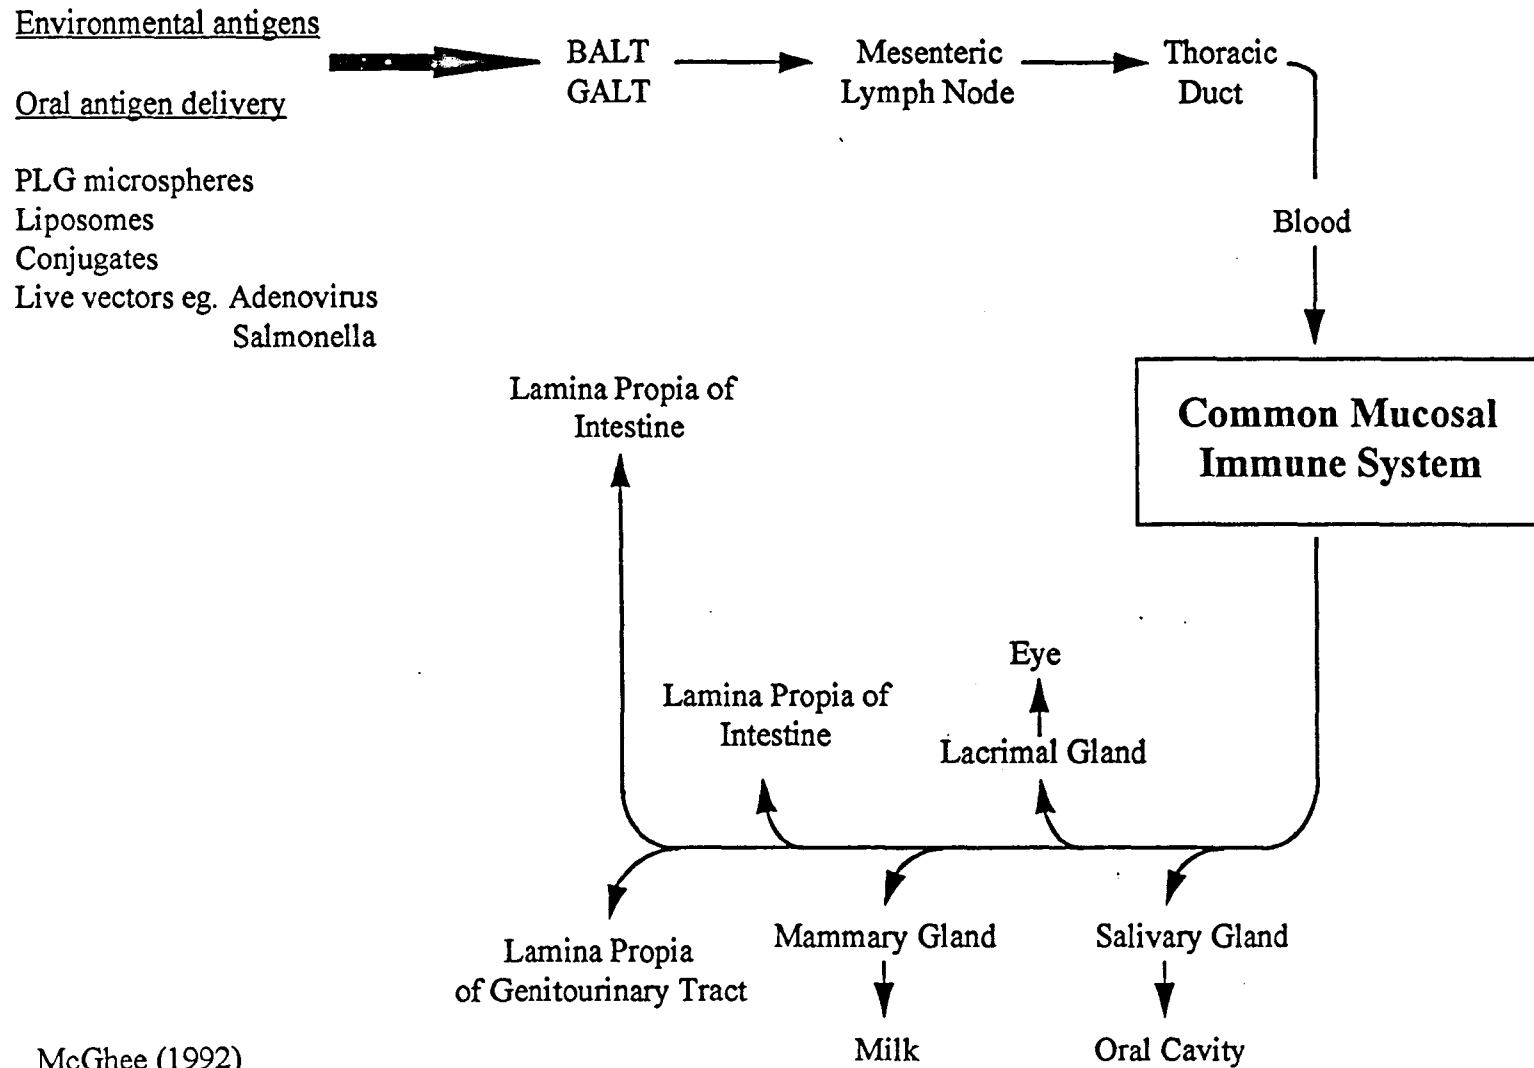 Environmental antigens
Oral antigen delivery
PLG microspheres
Liposomes
Conjugates
Live vectors eg. Adenovirus
Salmonella
BALT
GALT
Mesenteric
Lymph Node
Thoracic
Duct
Blood
Common Mucosal
Immune System
Lamina Propia of
Intestine
Lamina Propia of
Intestine
Eye
Lacrimal Gland
Lamina Propia
of Genitourinary Tract
Mammary Gland
Milk
Salivary Gland
Oral Cavity
McGhee (1992)